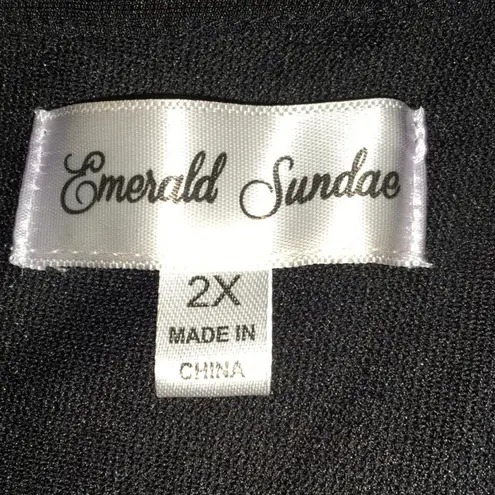 Emerald Sundae
2X
MADE IN
CHINA